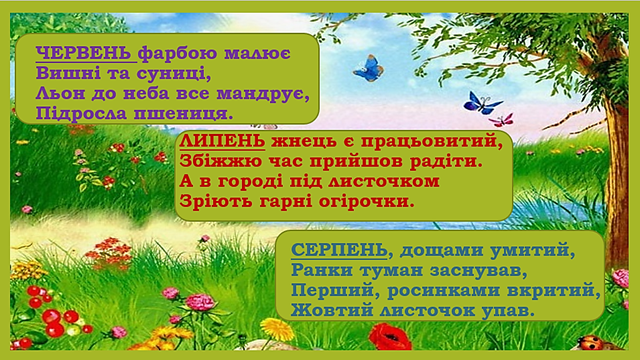 ЧЕРВЕНЬ фарбою малює
Вишні та суниці,
Льон до неба все мандрує,
Підросла пшениця.
ЛИПЕНЬ жнець є працьовитий,
Збіжжю час прийшов радіти.
А в городі під листочком
Зріють гарні огірочки.
СЕРПЕНЬ, дощами умитий,
Ранки туман заснував,
Перший, росинками вкритий,
Жовтий листочок упав.